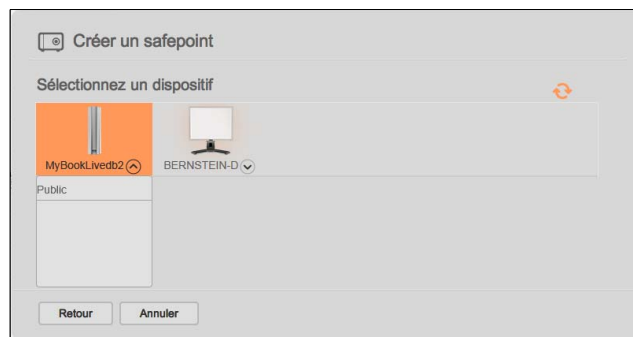 Créer un safepoint
Sélectionnez un dispositif
MyBookLivedb2 BERNSTEIN-D
Public
Retour Annuler